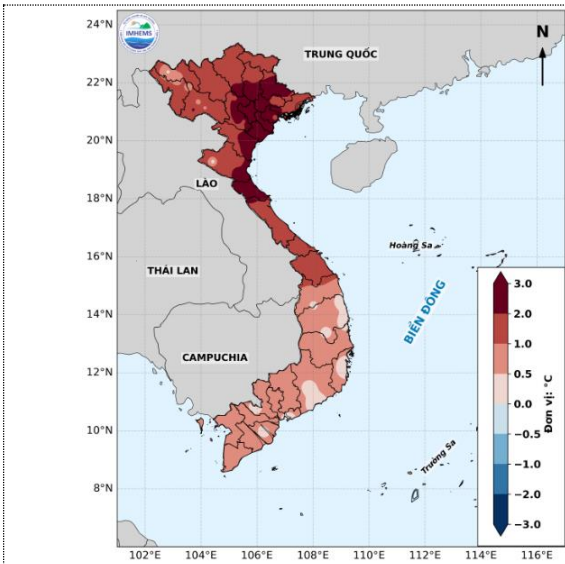 24°N
22°N
20°N
18°N
16°N
14°N
12°N
10°N
8°N
IMHEMS
TRUNG QUỐC
N
LÀO
Hoàng Sa
THÁI LAN
BIỂN ĐÔNG
CAMPUCHIA
Trường Sa
3.0
2.0
1.0
0.5
0.0
−0.5
−1.0
−2.0
−3.0
Đơn vị: °C
102°E 104°E 106°E 108°E 110°E 112°E 114°E 116°E